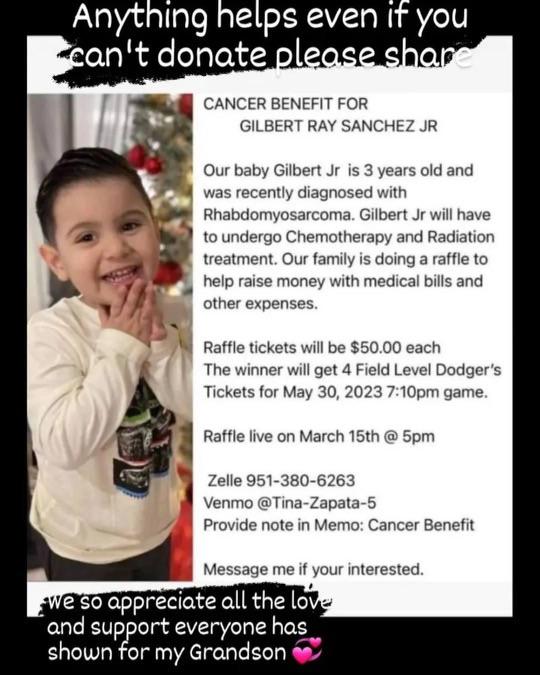 Anything helps even if you
can't donate please share
CANCER BENEFIT FOR
GILBERT RAY SANCHEZ JR
Our baby Gilbert Jr is 3 years old and
was recently diagnosed with
Rhabdomyosarcoma. Gilbert Jr will have
to undergo Chemotherapy and Radiation
treatment. Our family is doing a raffle to
help raise money with medical bills and
other expenses.
Raffle tickets will be $50.00 each
The winner will get 4 Field Level Dodger's
Tickets for May 30, 2023 7:10pm game.
Raffle live on March 15th @ 5pm
Zelle 951-380-6263
Venmo @Tina-Zapata-5
Provide note in Memo: Cancer Benefit
Message me if your interested.
We so appreciate all the love
and support everyone has
shown for my Grandson 💞